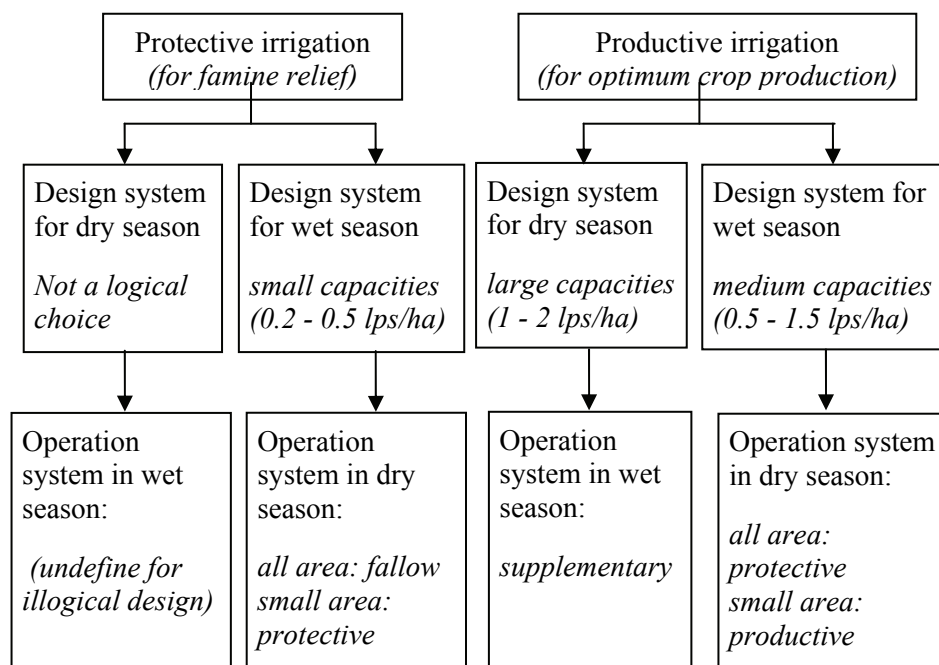 Protective irrigation
(for famine relief)
Productive irrigation
(for optimum crop production)
Design system
for dry season
Not a logical
choice
Design system
for wet season
small capacities
(0.2 - 0.5 lps/ha)
Design system
for dry season
large capacities
(1 - 2 lps/ha)
Design system for
wet season
medium capacities
(0.5 - 1.5 lps/ha)
Operation
system in wet
season:
(undefine for
illogical design)
Operation
system in dry
season:
all area: fallow
small area:
protective
Operation
system in wet
season:
supplementary
Operation system
in dry season:
all area:
protective
small area:
productive